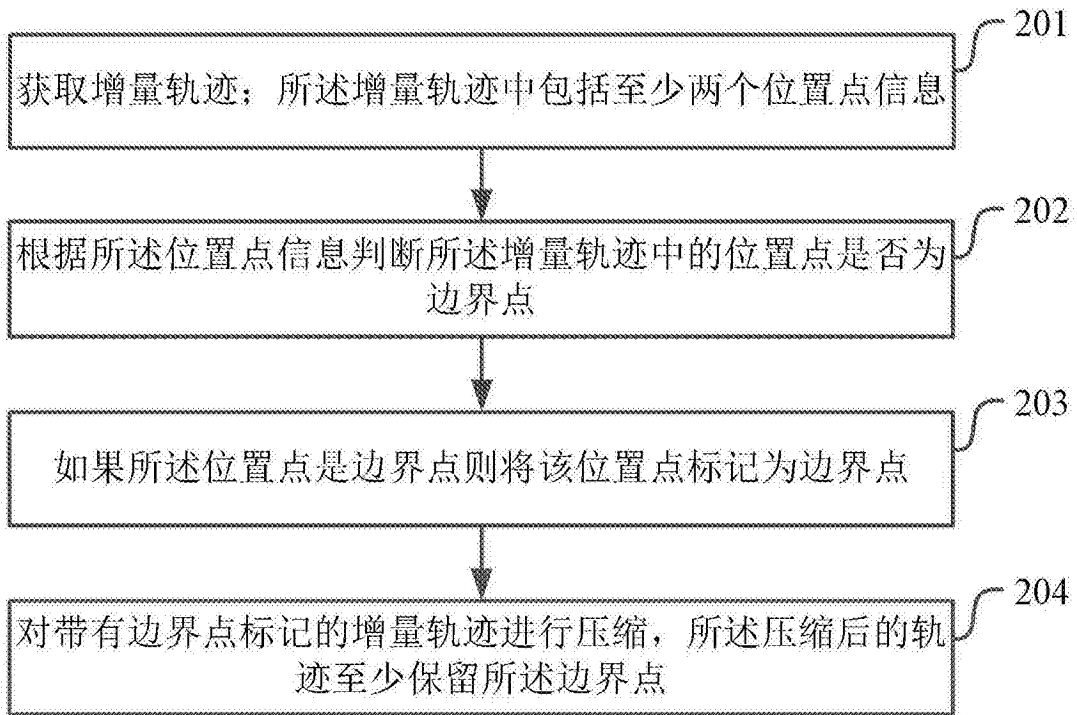 201
获取增量轨迹；所述增量轨迹中包括至少两个位置点信息
202
根据所述位置点信息判断所述增量轨迹中的位置点是否为
边界点
203
如果所述位置点是边界点则将该位置点标记为边界点
204
对带有边界点标记的增量轨迹进行压缩，所述压缩后的轨
迹至少保留所述边界点